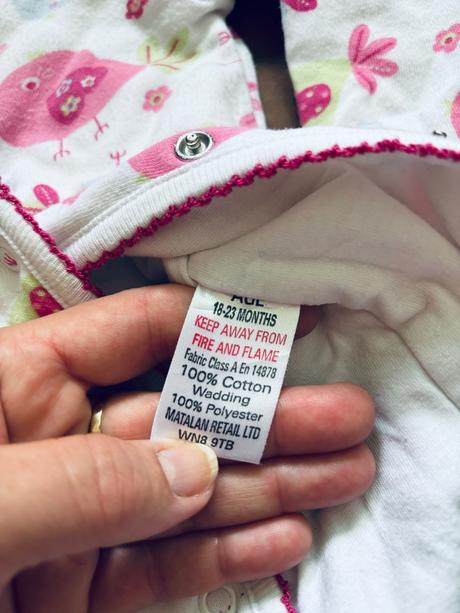 AGE
18-23 MONTHS
KEEP AWAY FROM
FIRE AND FLAME
Fabric Class A En 14878
100% Cotton
Wadding
100% Polyester
MATALAN RETAIL LTD
WN8 9TB